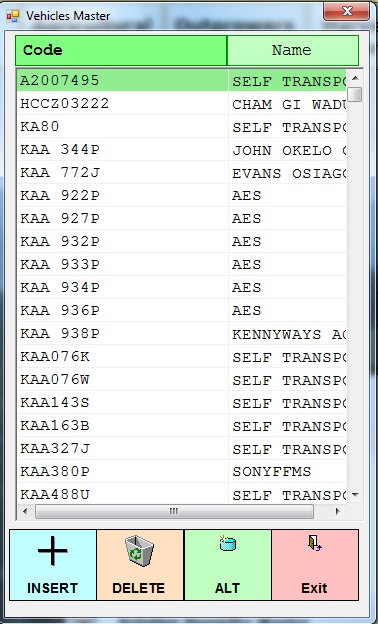 Vehicles Master
Code Name
A2007495 SELF TRANSPO
HCCZ03222 CHAM GI WADU
KA80 SELF TRANSPO
KAA 344P JOHN OKELO
KAA 772J EVANS OSIAGO
KAA 922P AES
KAA 927P AES
KAA 932P AES
KAA 933P AES
KAA 934P AES
KAA 936P AES
KAA 938P KENNYWAYS AG
KAA076K SELF TRANSPO
KAA076W SELF TRANSPO
KAA143S SELF TRANSPO
KAA163B SELF TRANSPO
KAA327J SELF TRANSPO
KAA380P SONYFFMS
KAA488U SELF TRANSPO
INSERT DELETE ALT Exit